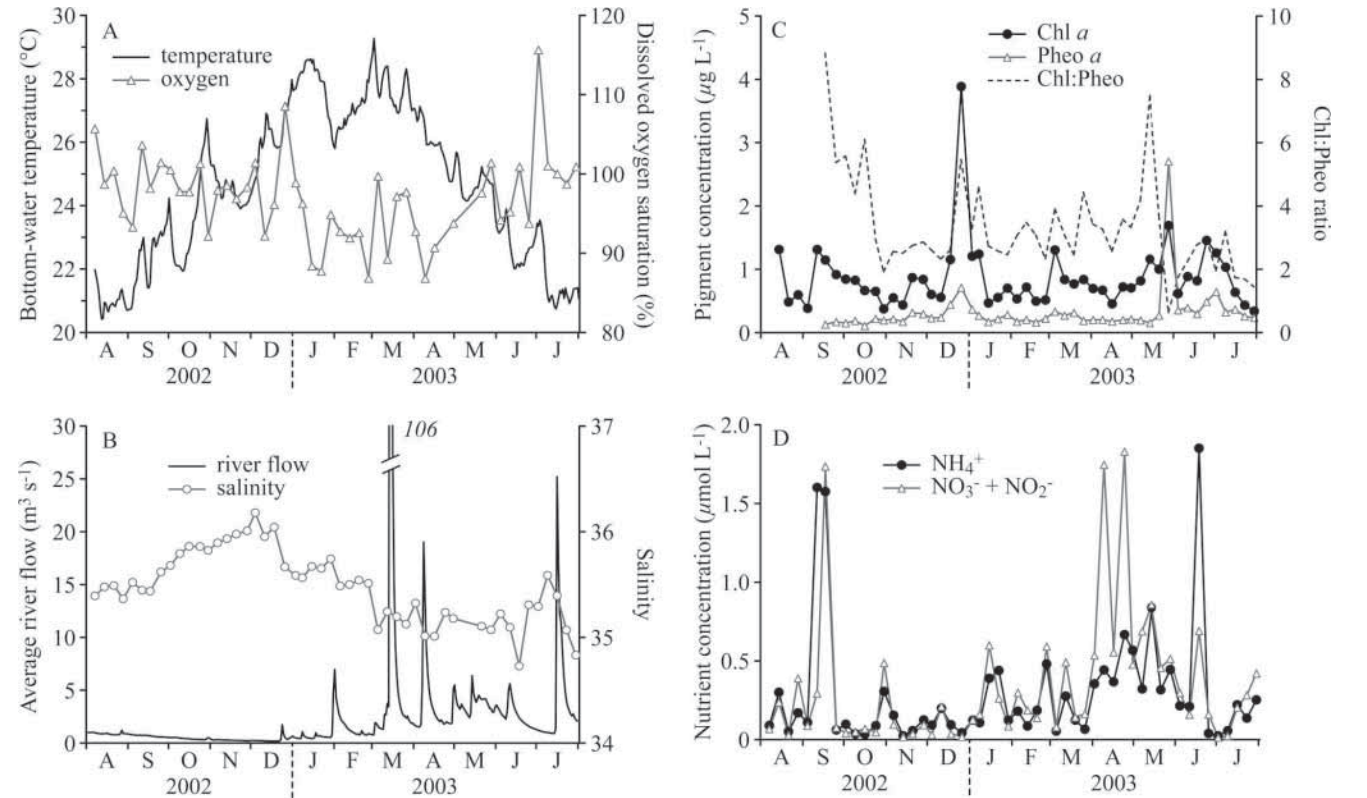 A
temperature
oxygen
Bottom-water temperature (°C)
30
28
26
24
22
20
Dissolved oxygen saturation (%)
120
110
100
90
80
A S O N D J F M A M J J
2002 2003
C
Chl a
Pheo a
Chl:Pheo
Pigment concentration (µg L-1)
5
4
3
2
1
0
Chl:Pheo ratio
10
8
6
4
2
0
A S O N D J F M A M J J
2002 2003
B
river flow
salinity
106
Average river flow (m3 s-1)
30
25
20
15
10
5
0
Salinity
37
36
35
34
A S O N D J F M A M J J
2002 2003
D
NH4+
NO3- + NO2-
Nutrient concentration (µmol L-1)
2.0
1.5
1.0
0.5
0
A S O N D J F M A M J J
2002 2003